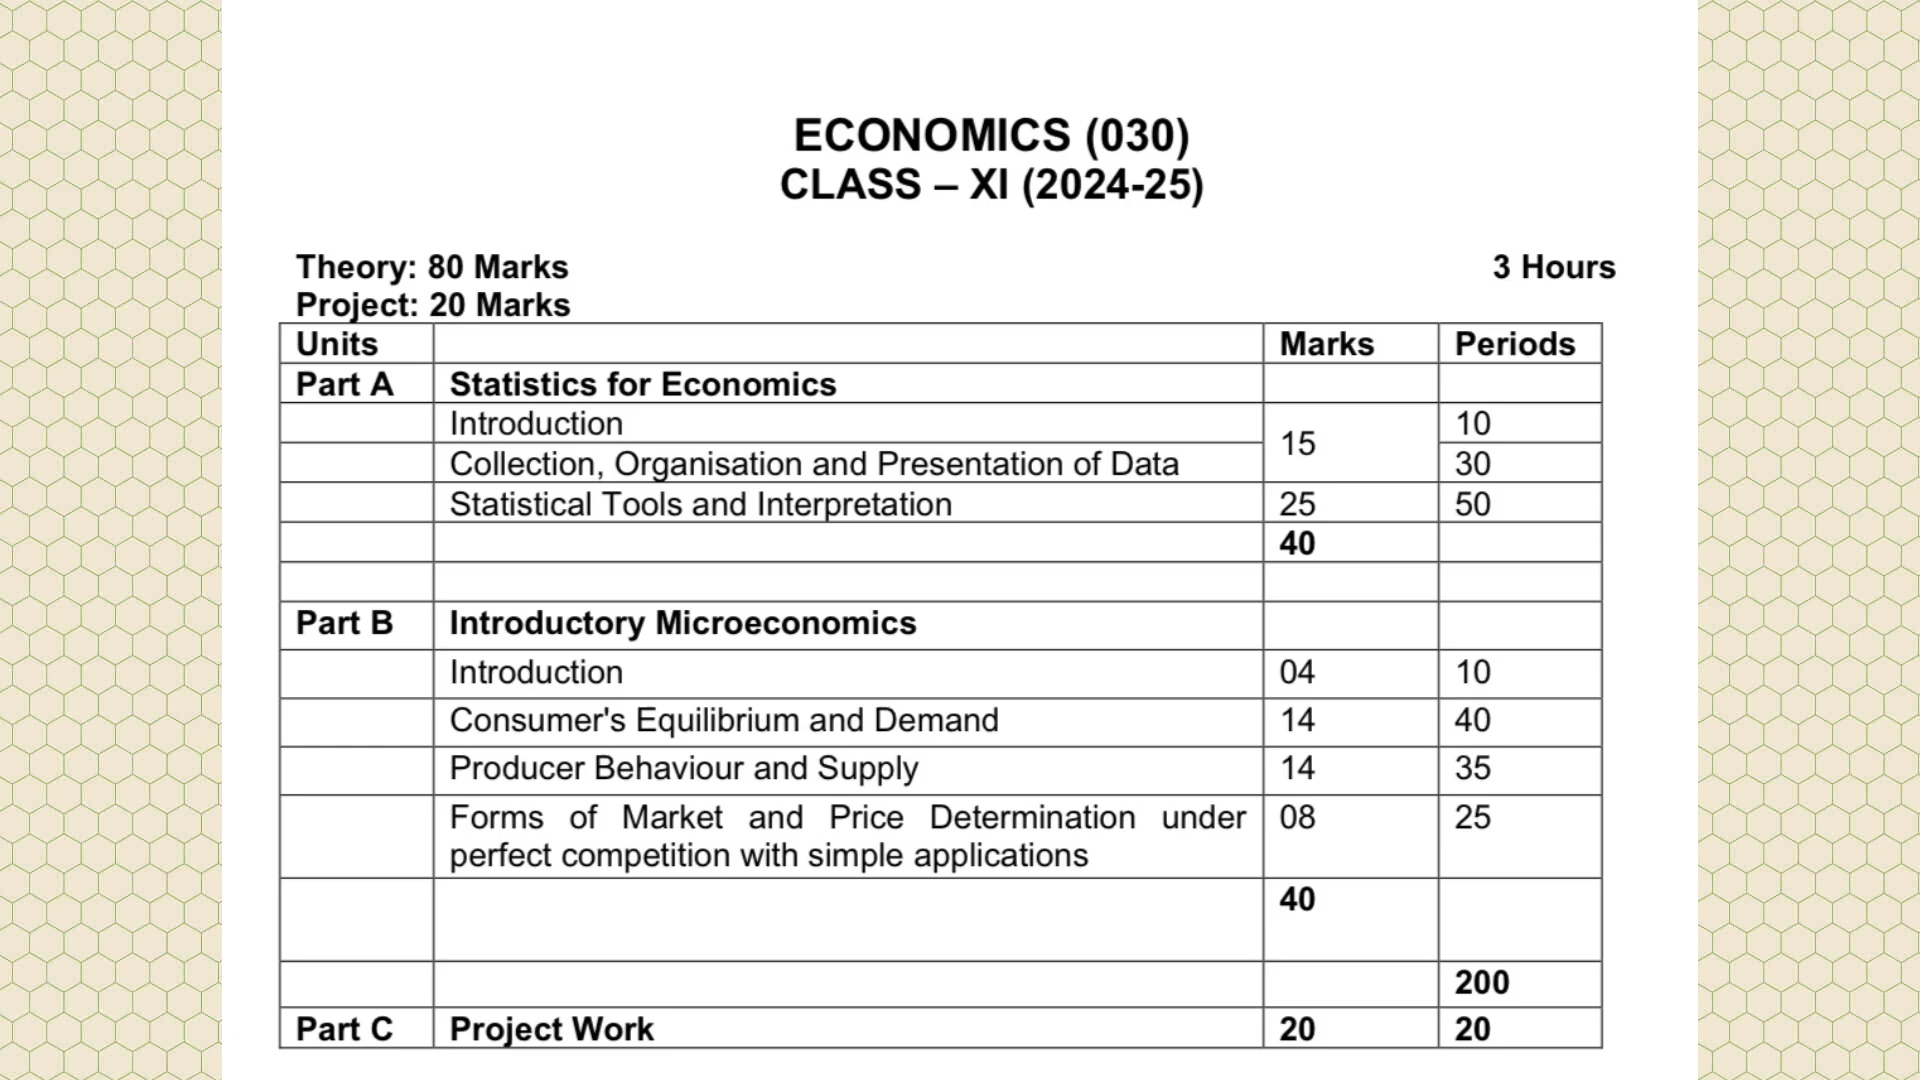 ECONOMICS (030)
CLASS – XI (2024-25)
Theory: 80 Marks 3 Hours
Project: 20 Marks
Units Marks Periods
Part A Statistics for Economics
Introduction 15 10
Collection, Organisation and Presentation of Data 30
Statistical Tools and Interpretation 25 50
40
Part B Introductory Microeconomics
Introduction 04 10
Consumer's Equilibrium and Demand 14 40
Producer Behaviour and Supply 14 35
Forms of Market and Price Determination under 08 25
perfect competition with simple applications
40
200
Part C Project Work 20 20